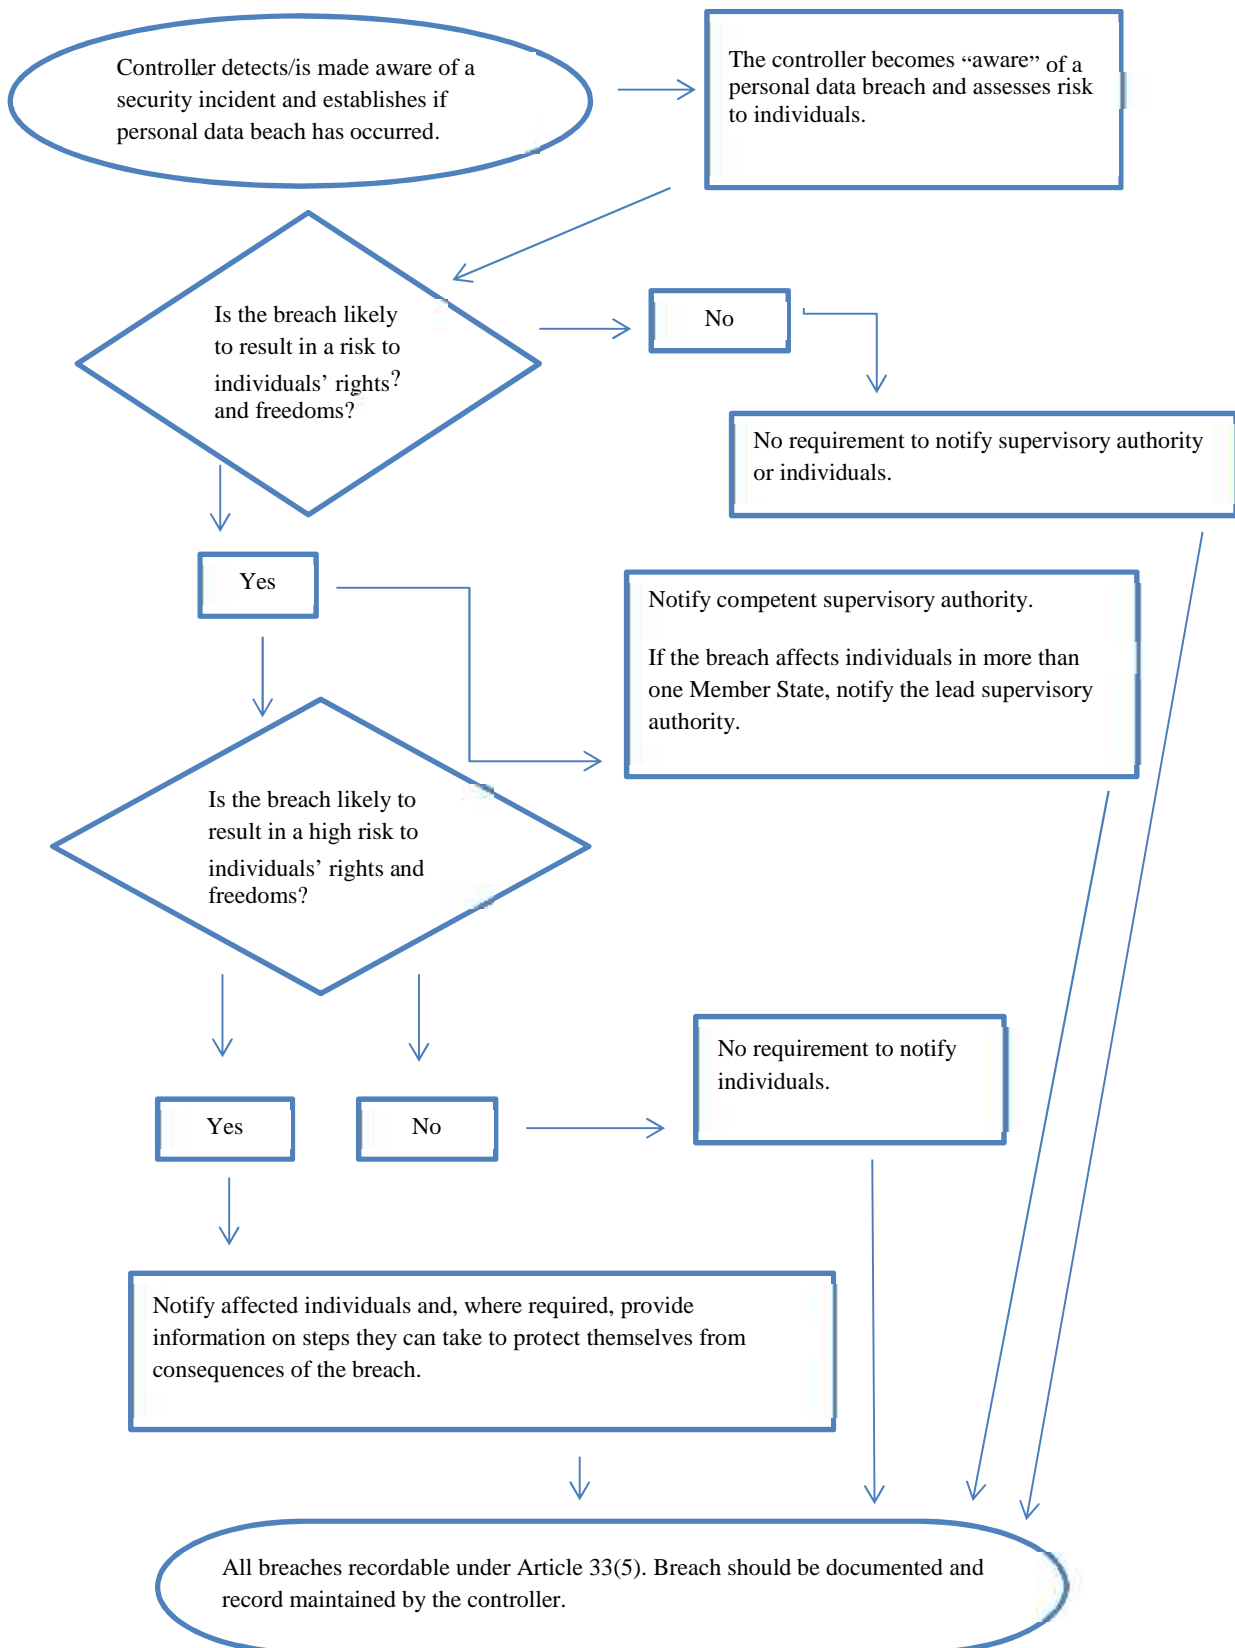 Controller detects/is made aware of a
security incident and establishes if
personal data beach has occurred.
The controller becomes “aware” of a
personal data breach and assesses risk
to individuals.
Is the breach likely
to result in a risk to
individuals’ rights?
and freedoms?
No
No requirement to notify supervisory authority
or individuals.
Yes
Notify competent supervisory authority.
If the breach affects individuals in more than
one Member State, notify the lead supervisory
authority.
Is the breach likely to
result in a high risk to
individuals’ rights and
freedoms?
Yes
No
No requirement to notify
individuals.
Notify affected individuals and, where required, provide
information on steps they can take to protect themselves from
consequences of the breach.
All breaches recordable under Article 33(5). Breach should be documented and
record maintained by the controller.